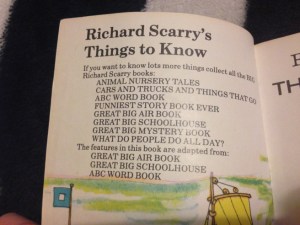 Richard Scarry's
Things to Know
If you want to know lots more things collect all the
Richard Scarry books:
ANIMAL NURSERY TALES
CARS AND TRUCKS AND THINGS THAT GO
ABC WORD BOOK
FUNNIEST STORY BOOK EVER
GREAT BIG AIR BOOK
GREAT BIG SCHOOLHOUSE
GREAT BIG MYSTERY BOOK
WHAT DO PEOPLE DO ALL DAY?
The features in this book are adapted from:
GREAT BIG AIR BOOK
GREAT BIG SCHOOLHOUSE
ABC WORD BOOK
TH